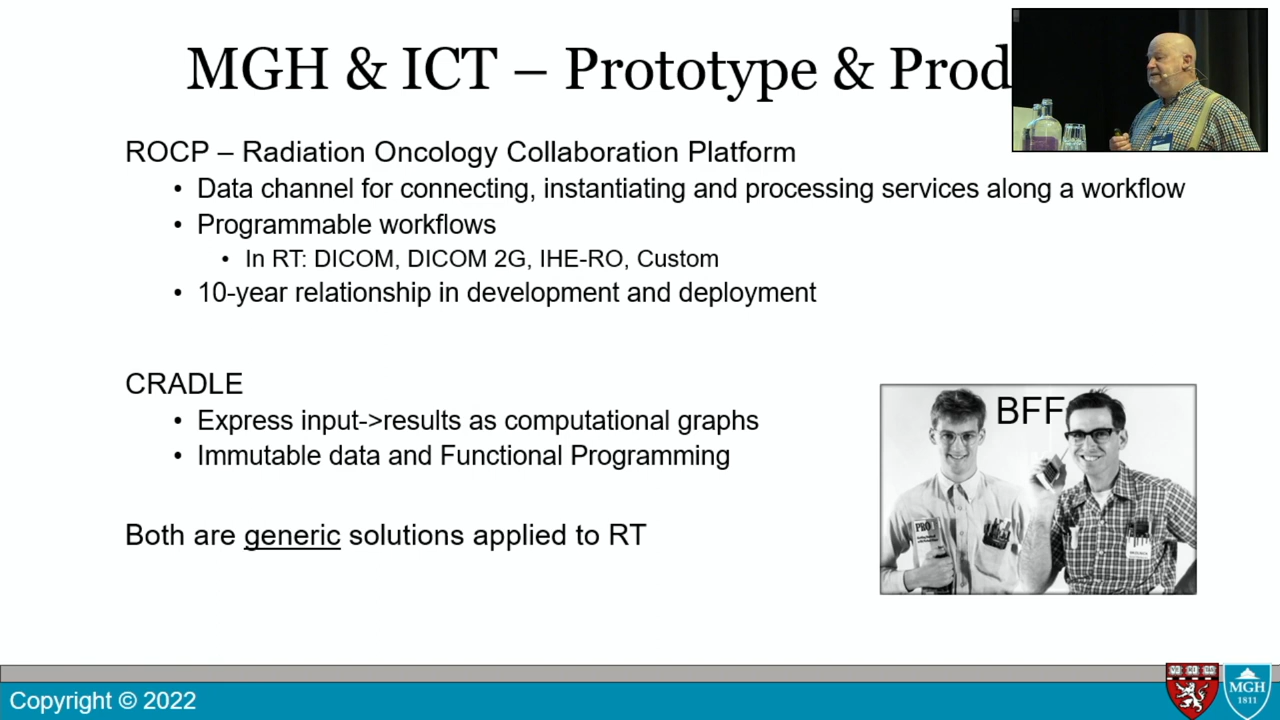 MGH & ICT – Prototype & Prod
ROCP – Radiation Oncology Collaboration Platform
• Data channel for connecting, instantiating and processing services along a workflow
• Programmable workflows
• In RT: DICOM, DICOM 2G, IHE-RO, Custom
• 10-year relationship in development and deployment
CRADLE
• Express input->results as computational graphs
• Immutable data and Functional Programming
BFF
PRO
Both are generic solutions applied to RT
Copyright © 2022
MGH
1811